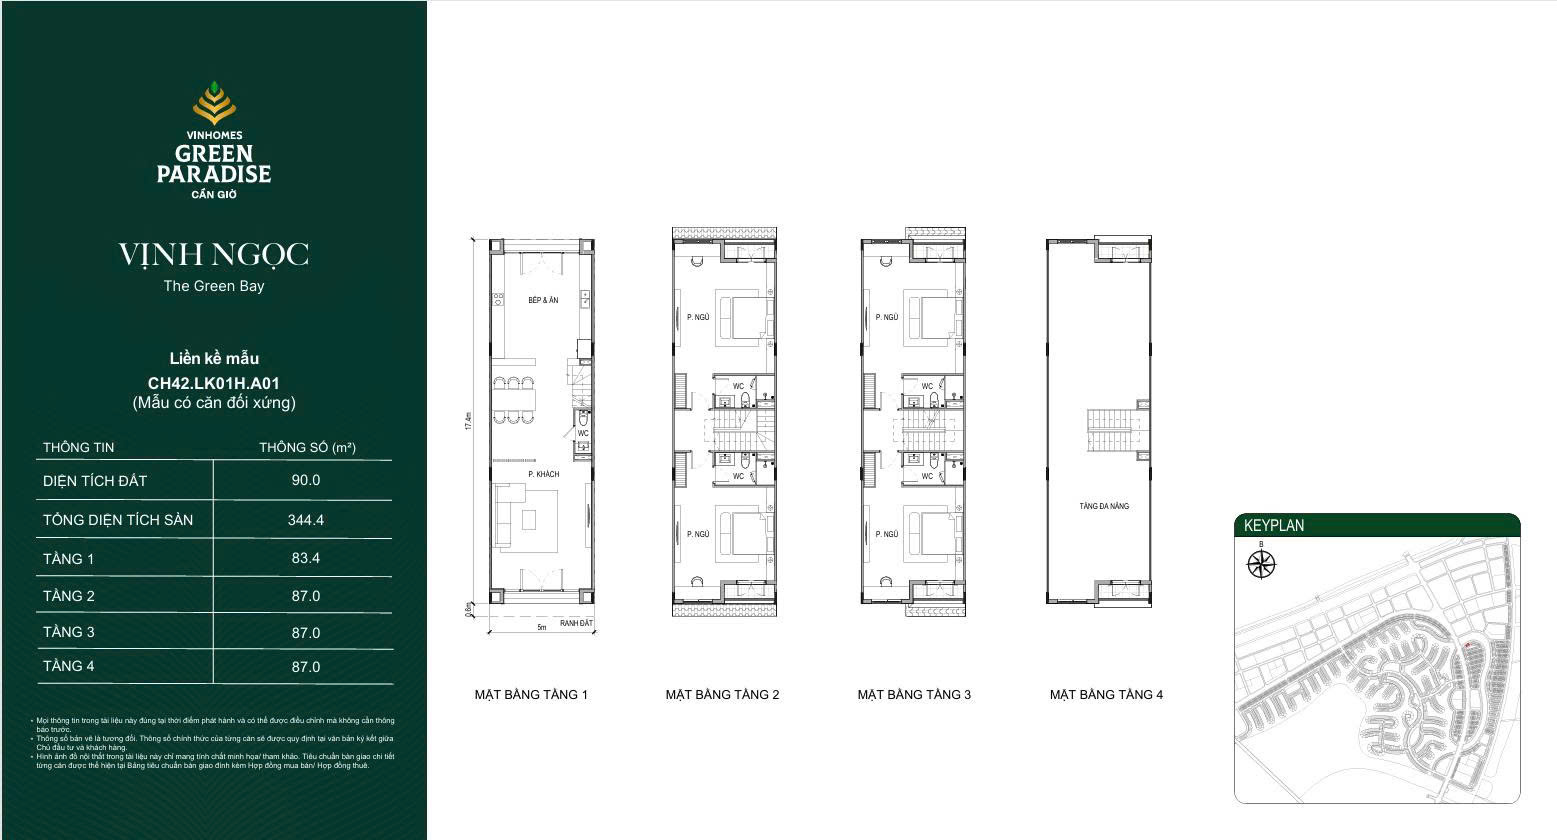 VINHOMES
GREEN
PARADISE
CẦN GIỜ
VỊNH NGỌC
The Green Bay
Liền kề mẫu
CH42.LK01H.A01
(Mẫu có căn đối xứng)
THÔNG TIN THÔNG SỐ (m²)
DIỆN TÍCH ĐẤT 90.0
TỔNG DIỆN TÍCH SÀN 344.4
TẦNG 1 83.4
TẦNG 2 87.0
TẦNG 3 87.0
TẦNG 4 87.0
• Mọi thông tin trong tài liệu này đúng tại thời điểm phát hành và có thể được điều chỉnh mà không cần thông
báo trước.
• Thông số bản vẽ là tương đối. Thông số chính thức của từng căn sẽ được quy định tại văn bản ký kết giữa
Chủ đầu tư và khách hàng.
• Hình ảnh đồ nội thất trong tài liệu này chỉ mang tính chất minh họa/ tham khảo. Tiêu chuẩn bàn giao chi tiết
từng căn được thể hiện tại Bảng tiêu chuẩn bàn giao đính kèm Hợp đồng mua bán/ Hợp đồng thuê.
BẾP & ĂN
WC
P. KHÁCH
17.4m
0.6m
5m
RANH ĐẤT
MẶT BẰNG TẦNG 1
P. NGỦ
WC
WC
P. NGỦ
MẶT BẰNG TẦNG 2
P. NGỦ
WC
WC
P. NGỦ
MẶT BẰNG TẦNG 3
TẦNG ĐA NĂNG
MẶT BẰNG TẦNG 4
KEYPLAN
B